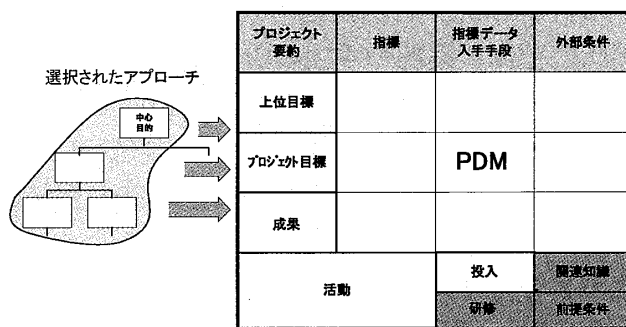 プロジェクト
要約
指標
指標データ
入手手段
外部条件
選択されたアプローチ
中心
目的
上位目標
プロジェクト目標
PDM
成果
活動
投入
関連知識
研修
前提条件